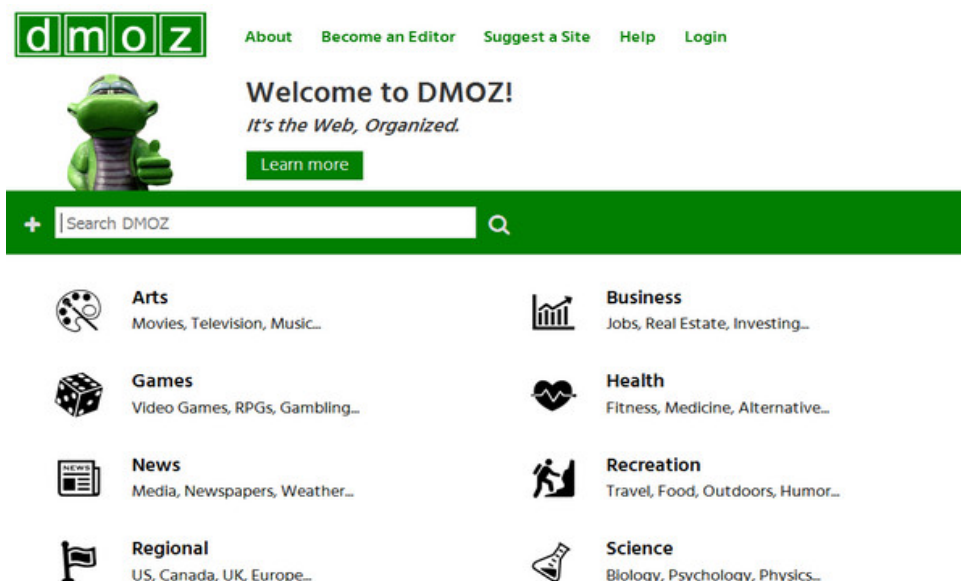 dmoz
About Become an Editor Suggest a Site Help Login
Welcome to DMOZ!
It's the Web, Organized.
Learn more
Search DMOZ
Arts
Movies, Television, Music...
Business
Jobs, Real Estate, Investing...
Games
Video Games, RPGs, Gambling...
Health
Fitness, Medicine, Alternative...
NEWS
News
Media, Newspapers, Weather...
Recreation
Travel, Food, Outdoors, Humor...
Regional
US, Canada, UK, Europe...
Science
Biology, Psychology, Physics...